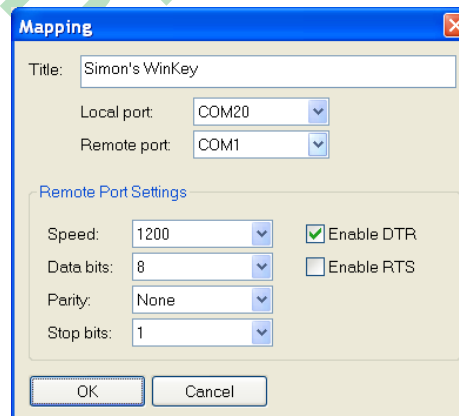 Mapping
Title: Simon's WinKey
Local port: COM20
Remote port: COM1
Remote Port Settings
Speed: 1200 Enable DTR
Data bits: 8 Enable RTS
Parity: None
Stop bits: 1
OK Cancel